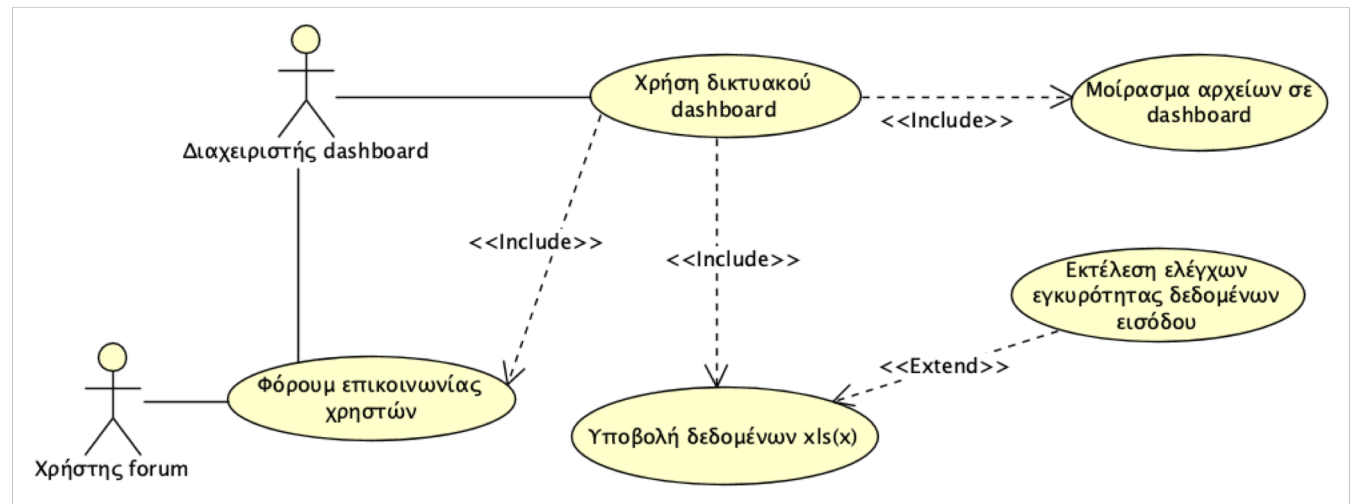 Χρήση δικτυακού
dashboard
Μοίρασμα αρχείων σε
dashboard
<<Include>>
Διαχειριστής dashboard
<<Include>>
<<Include>>
Εκτέλεση ελέγχων
εγκυρότητας δεδομένων
εισόδου
<<Extend>>
Φόρουμ επικοινωνίας
χρηστών
Υποβολή δεδομένων xls(x)
Χρήστης forum